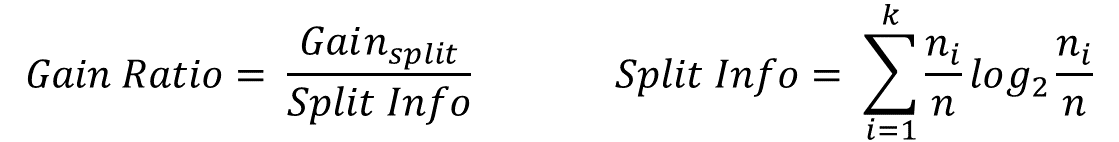 Gain Ratio = Gain_split / Split Info
Split Info = ∑_{i=1}^{k} n_i/n log_2 n_i/n